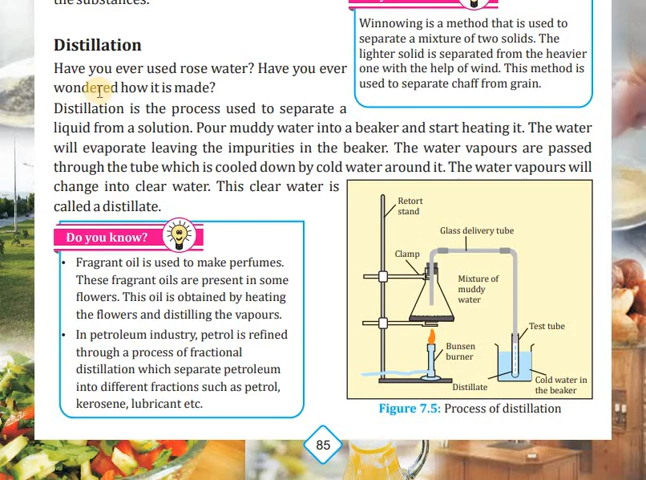 the substances.
Winnowing is a method that is used to
separate a mixture of two solids. The
lighter solid is separated from the heavier
one with the help of wind. This method is
used to separate chaff from grain.
Distillation
Have you ever used rose water? Have you ever
wondered how it is made?
Distillation is the process used to separate a
liquid from a solution. Pour muddy water into a beaker and start heating it. The water
will evaporate leaving the impurities in the beaker. The water vapours are passed
through the tube which is cooled down by cold water around it. The water vapours will
change into clear water. This clear water is
called a distillate.
Do you know?
• Fragrant oil is used to make perfumes.
These fragrant oils are present in some
flowers. This oil is obtained by heating
the flowers and distilling the vapours.
• In petroleum industry, petrol is refined
through a process of fractional
distillation which separate petroleum
into different fractions such as petrol,
kerosene, lubricant etc.
Retort
stand
Glass delivery tube
Clamp
Mixture of
muddy
water
Test tube
Bunsen
burner
Distillate
Cold water in
the beaker
Figure 7.5: Process of distillation
85